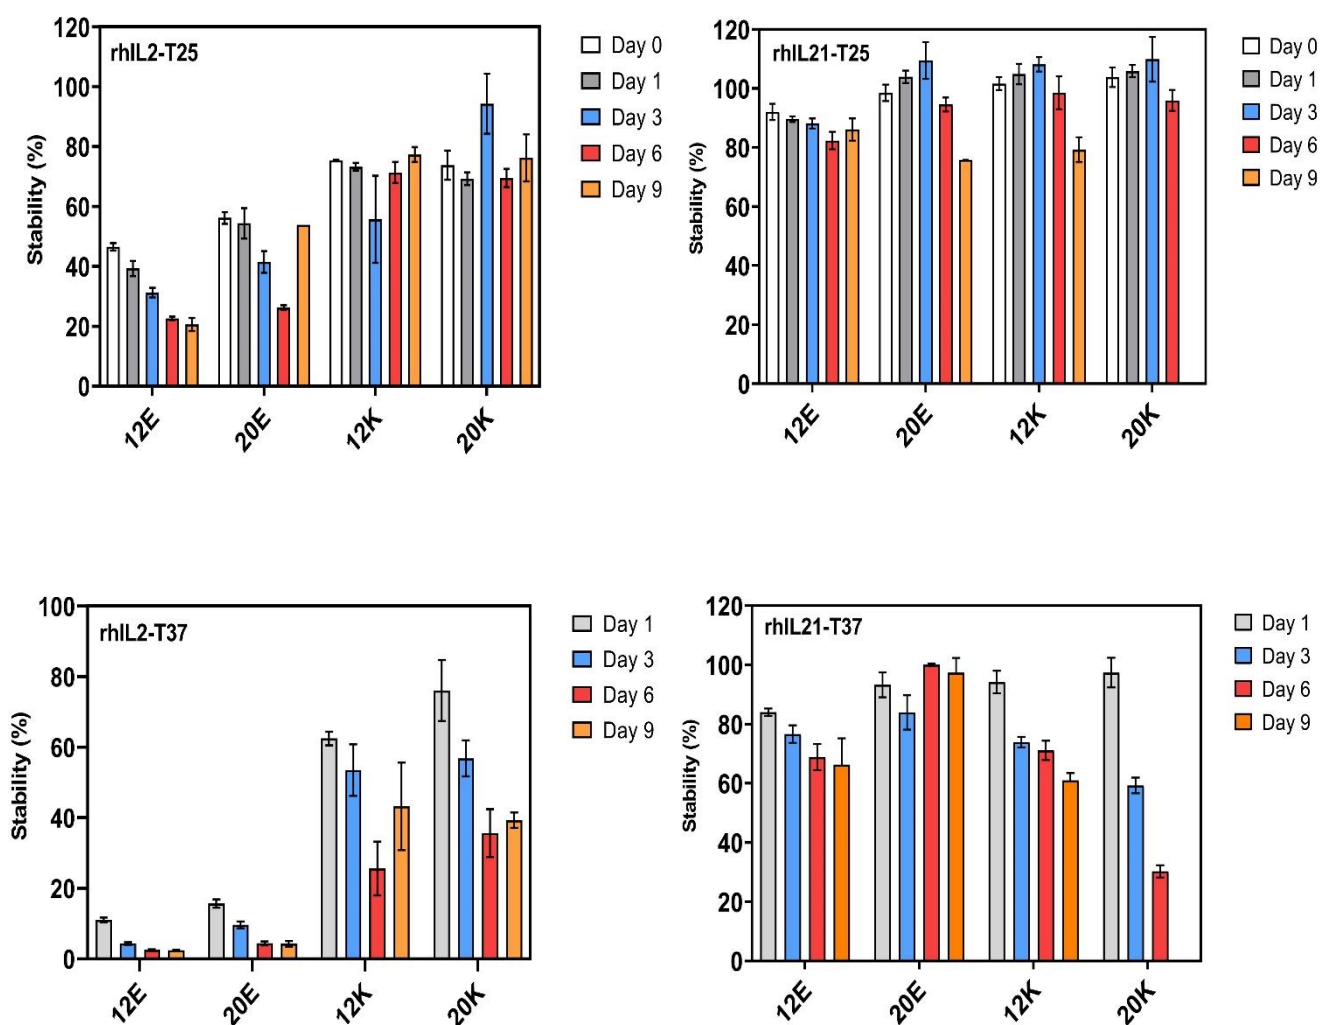 rhIL2-T25
Stability (%)
120
100
80
60
40
20
0
12E
20E
12K
20K
Day 0
Day 1
Day 3
Day 6
Day 9
rhIL21-T25
Stability (%)
120
100
80
60
40
20
0
12E
20E
12K
20K
Day 0
Day 1
Day 3
Day 6
Day 9
rhIL2-T37
Stability (%)
100
80
60
40
20
0
12E
20E
12K
20K
Day 1
Day 3
Day 6
Day 9
rhIL21-T37
Stability (%)
120
100
80
60
40
20
0
12E
20E
12K
20K
Day 1
Day 3
Day 6
Day 9